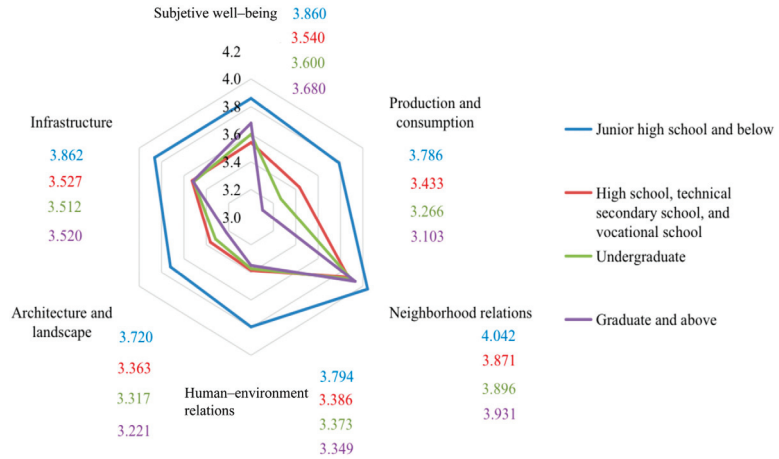 Subjetive well–being
3.860
3.540
3.600
3.680
4.2
4.0
3.8
3.6
3.4
3.2
3.0
Production and
consumption
3.786
3.433
3.266
3.103
Neighborhood relations
4.042
3.871
3.896
3.931
Human–environment
relations
3.794
3.386
3.373
3.349
Architecture and
landscape
3.720
3.363
3.317
3.221
Infrastructure
3.862
3.527
3.512
3.520
Junior high school and below
High school, technical
secondary school, and
vocational school
Undergraduate
Graduate and above